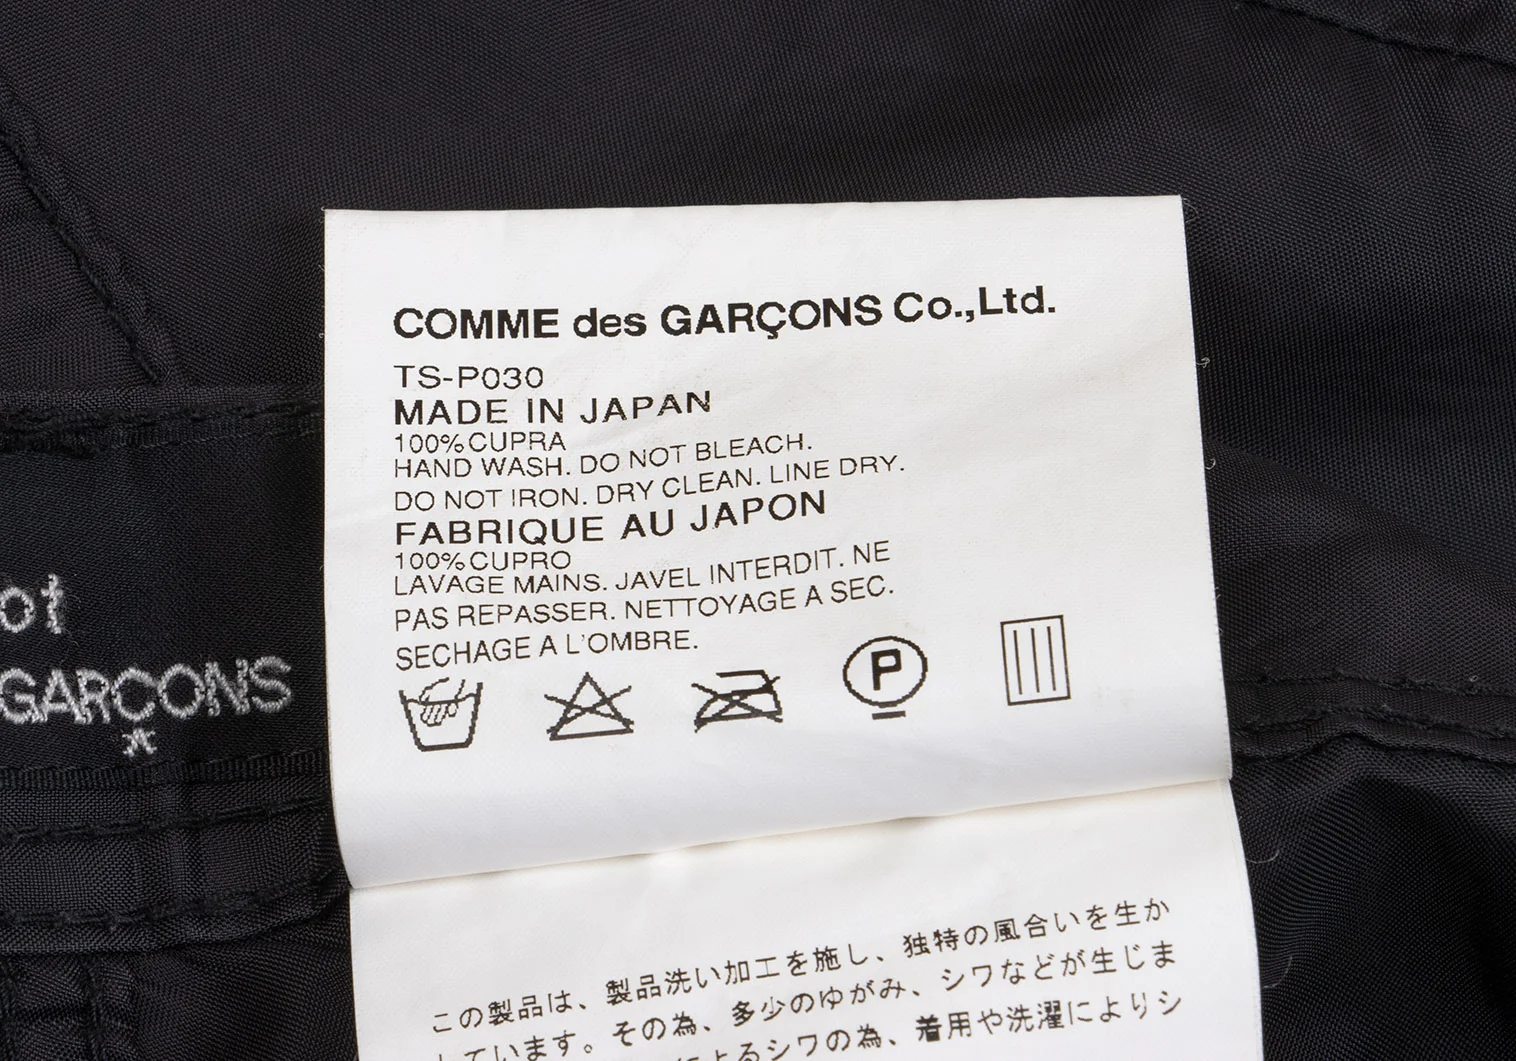 COMME des GARÇONS Co.,Ltd.
TS-P030
MADE IN JAPAN
100%CUPRA
HAND WASH. DO NOT BLEACH.
DO NOT IRON. DRY CLEAN. LINE DRY.
FABRIQUE AU JAPON
100%CUPRO
LAVAGE MAINS. JAVEL INTERDIT. NE
PAS REPASSER. NETTOYAGE A SEC.
SECHAGE A L'OMBRE.
P
ot
GARÇONS
この製品は、製品洗い加工を施し、独特の風合いを生か
しています。その為、多少のゆがみ、シワなどが生じま
によるシワの為、着用や洗濯によりシ